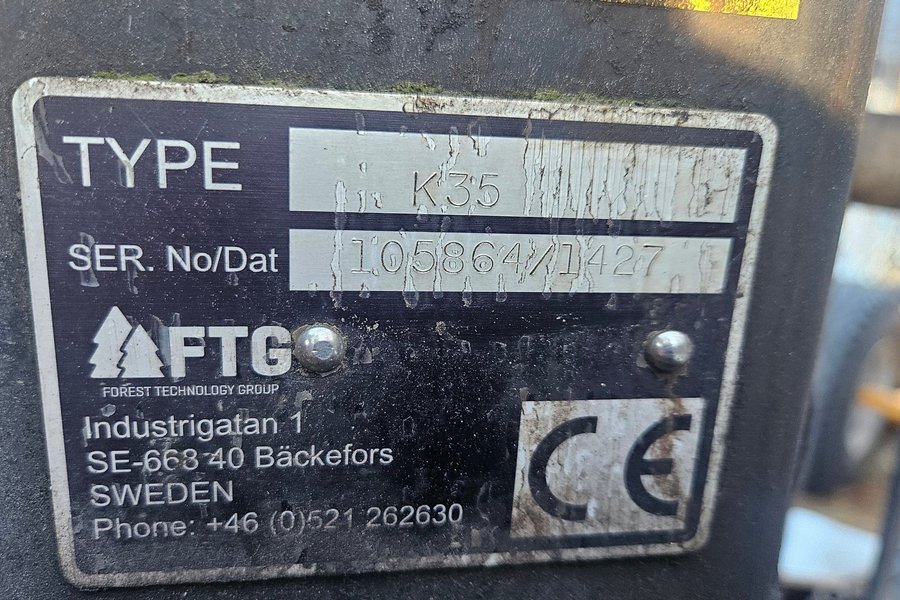 TYPE K35
SER. No/Dat 105864/1427
FTG
FOREST TECHNOLOGY GROUP
Industrigatan 1
SE-668 40 Bäckefors
SWEDEN
Phone: +46 (0)521 262630
CE